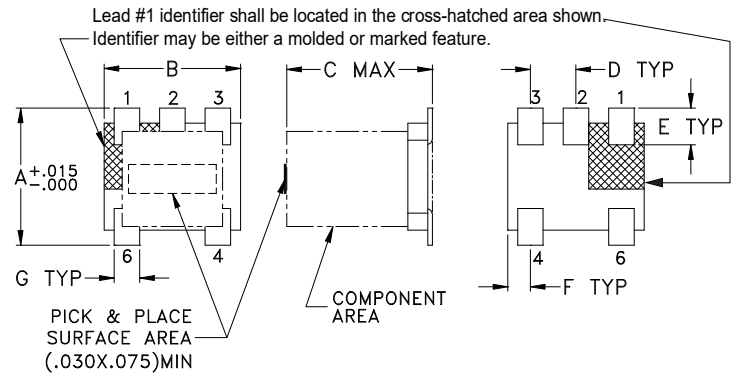 Lead #1 identifier shall be located in the cross-hatched area shown.
Identifier may be either a molded or marked feature.
B
C MAX
D TYP
1 2 3
3 2 1
E TYP
A+.015
-.000
6 4
4 6
G TYP
F TYP
PICK & PLACE
SURFACE AREA
(.030X.075)MIN
COMPONENT
AREA